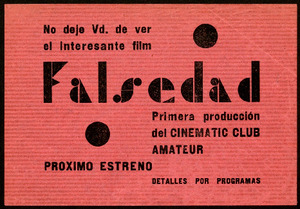 No deje Vd. de ver
el interesante film
Falsedad
Primera producción
del CINEMATIC CLUB
AMATEUR
PROXIMO ESTRENO
DETALLES POR PROGRAMAS